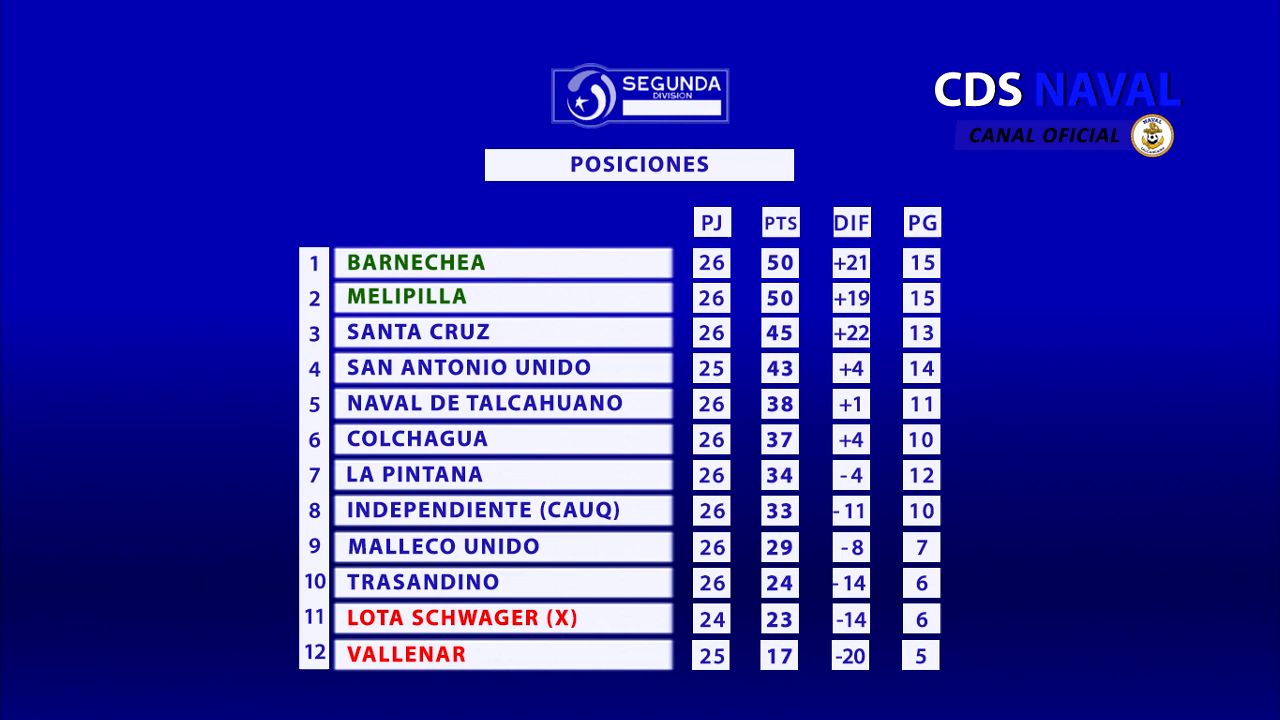 SEGUNDA
DIVISION
CDS NAVAL
CANAL OFICIAL
POSICIONES
PJ PTS DIF PG
1 BARNECHEA 26 50 +21 15
2 MELIPILLA 26 50 +19 15
3 SANTA CRUZ 26 45 +22 13
4 SAN ANTONIO UNIDO 25 43 +4 14
5 NAVAL DE TALCAHUANO 26 38 +1 11
6 COLCHAGUA 26 37 +4 10
7 LA PINTANA 26 34 -4 12
8 INDEPENDIENTE (CAUQ) 26 33 -11 10
9 MALLECO UNIDO 26 29 -8 7
10 TRASANDINO 26 24 -14 6
11 LOTA SCHWAGER (X) 24 23 -14 6
12 VALLENAR 25 17 -20 5